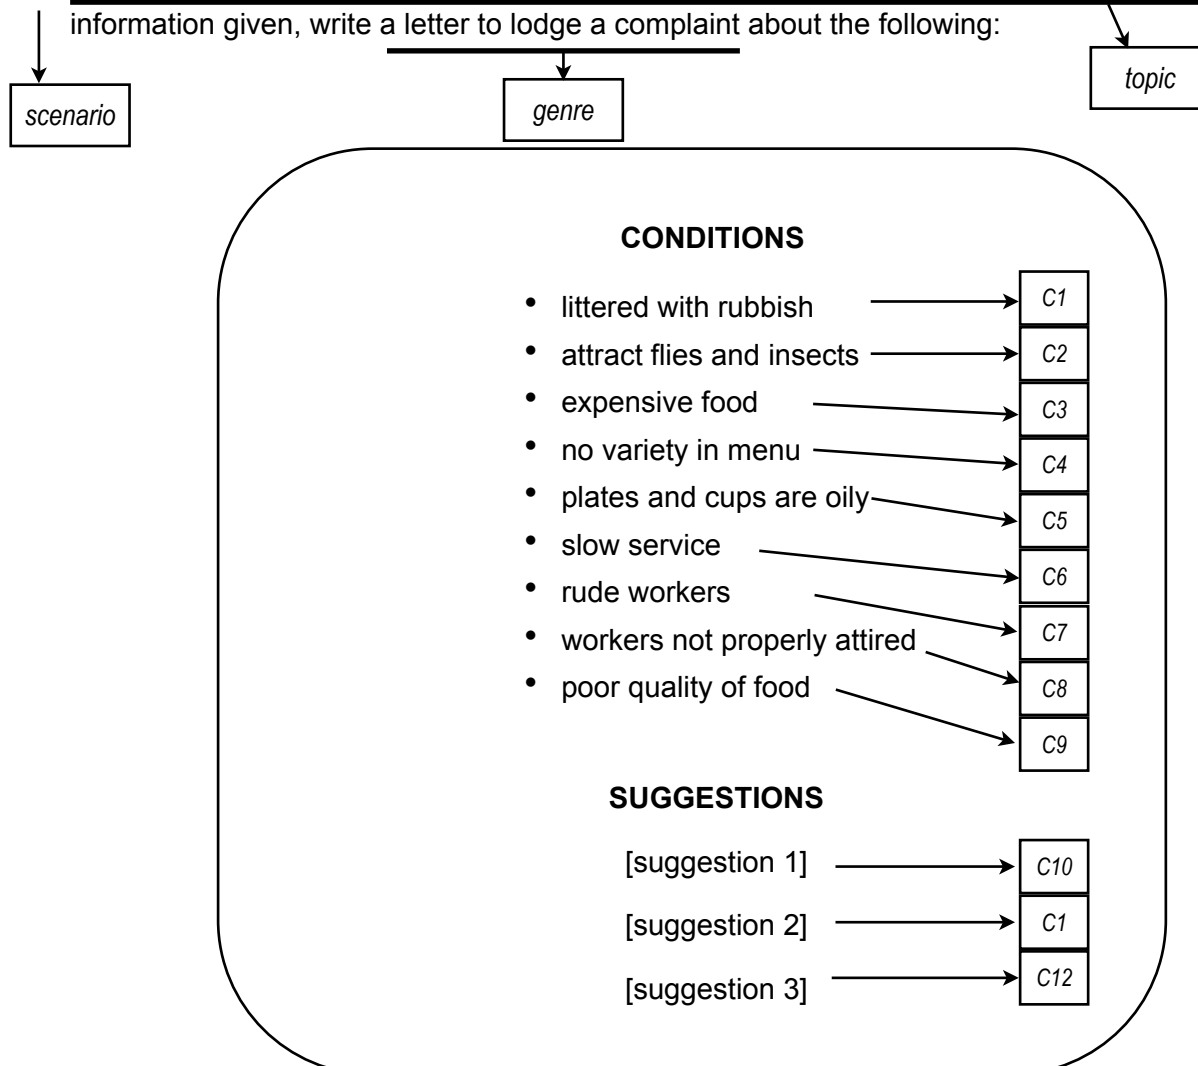 information given, write a letter to lodge a complaint about the following:
scenario
genre
topic
CONDITIONS
• littered with rubbish C1
• attract flies and insects C2
• expensive food C3
• no variety in menu C4
• plates and cups are oily C5
• slow service C6
• rude workers C7
• workers not properly attired C8
• poor quality of food C9
SUGGESTIONS
[suggestion 1] C10
[suggestion 2] C1
[suggestion 3] C12